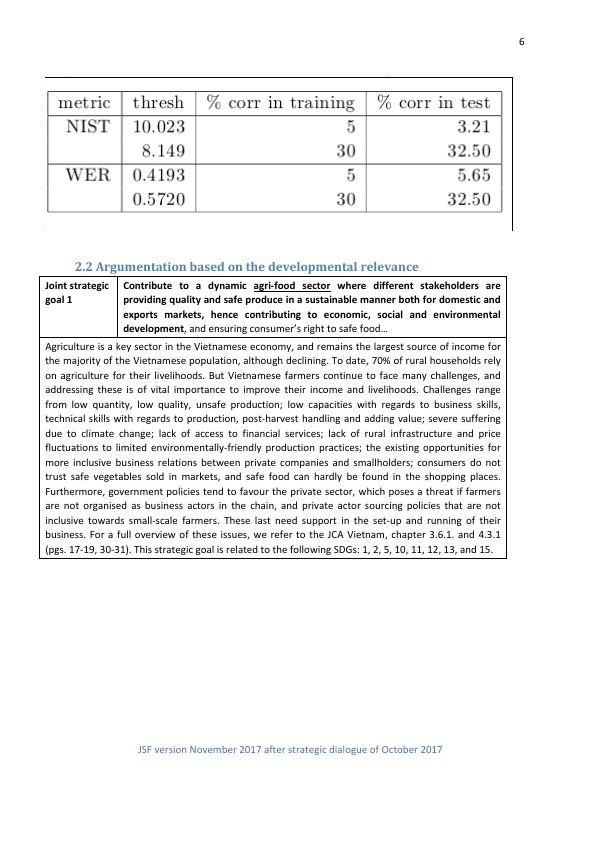 6
metric thresh % corr in training % corr in test
NIST 10.023 5 3.21
8.149 30 32.50
WER 0.4193 5 5.65
0.5720 30 32.50
2.2 Argumentation based on the developmental relevance
Joint strategic goal 1
Contribute to a dynamic agri-food sector where different stakeholders are
providing quality and safe produce in a sustainable manner both for domestic and
exports markets, hence contributing to economic, social and environmental
development, and ensuring consumer's right to safe food…
Agriculture is a key sector in the Vietnamese economy, and remains the largest source of income for
the majority of the Vietnamese population, although declining. To date, 70% of rural households rely
on agriculture for their livelihoods. But Vietnamese farmers continue to face many challenges, and
addressing these is of vital importance to improve their income and livelihoods. Challenges range
from low quantity, low quality, unsafe production; low capacities with regards to business skills,
technical skills with regards to production, post-harvest handling and adding value; severe suffering
due to climate change; lack of access to financial services; lack of rural infrastructure and price
fluctuations to limited environmentally-friendly production practices; the existing opportunities for
more inclusive business relations between private companies and smallholders; consumers do not
trust safe vegetables sold in markets, and safe food can hardly be found in the shopping places.
Furthermore, government policies tend to favour the private sector, which poses a threat if farmers
are not organised as business actors in the chain, and private actor sourcing policies that are not
inclusive towards small-scale farmers. These last need support in the set-up and running of their
business. For a full overview of these issues, we refer to the JCA Vietnam, chapter 3.6.1. and 4.3.1
(pgs. 17-19, 30-31). This strategic goal is related to the following SDGs: 1, 2, 5, 10, 11, 12, 13, and 15.
JSF version November 2017 after strategic dialogue of October 2017